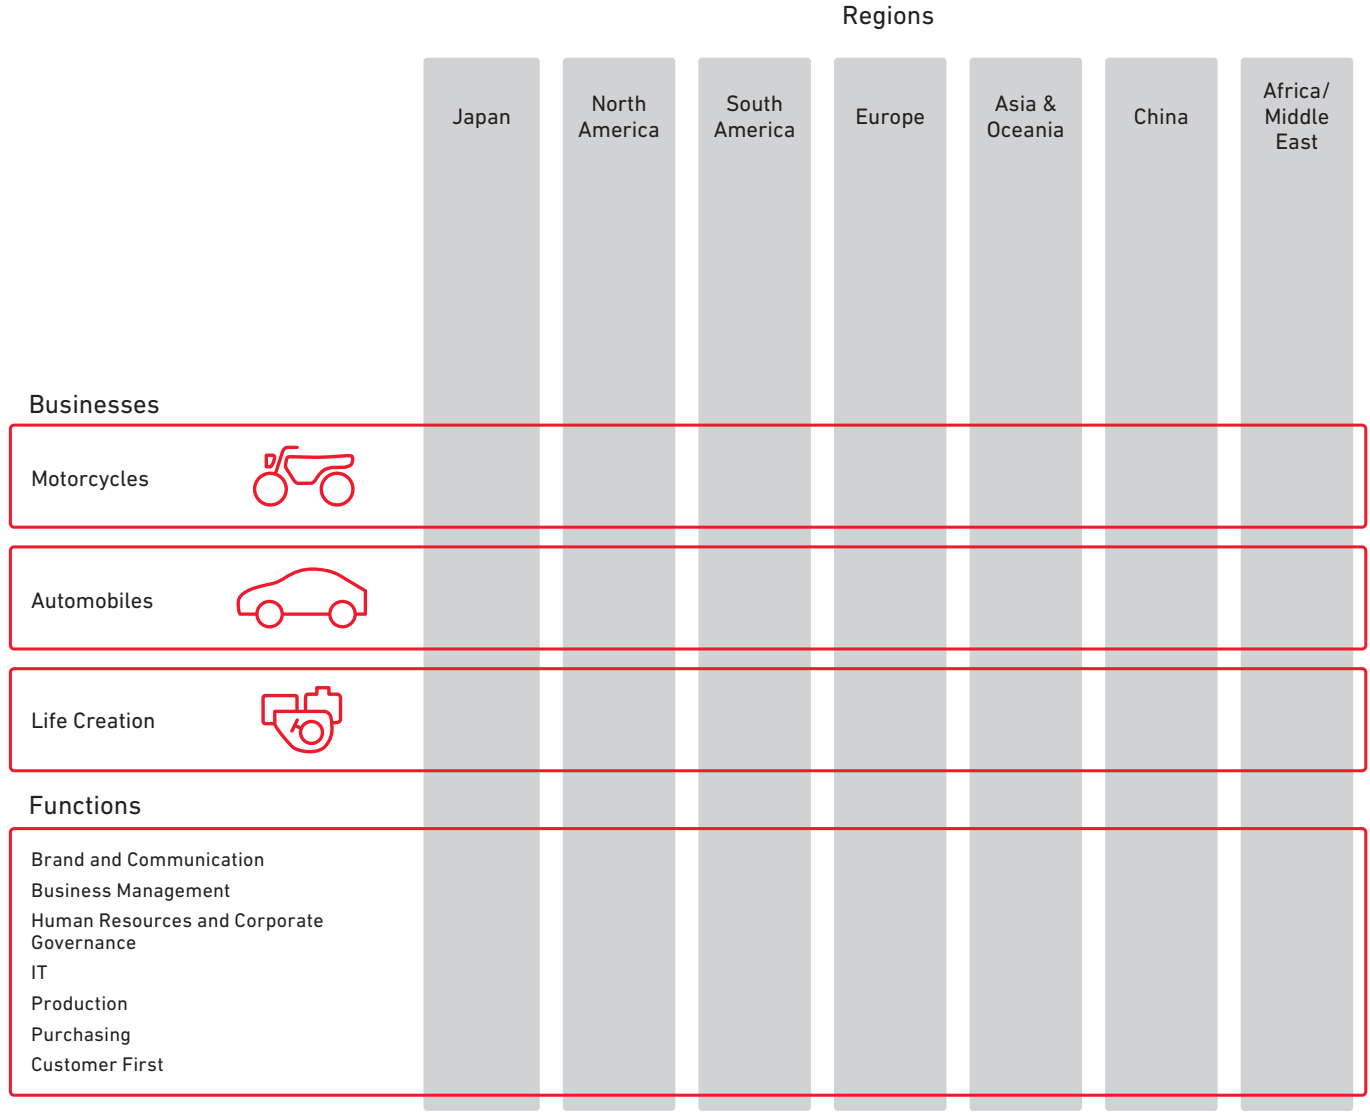 Regions
Japan
North
America
South
America
Europe
Asia &
Oceania
China
Africa/
Middle
East
Businesses
Motorcycles
Automobiles
Life Creation
Functions
Brand and Communication
Business Management
Human Resources and Corporate
Governance
IT
Production
Purchasing
Customer First